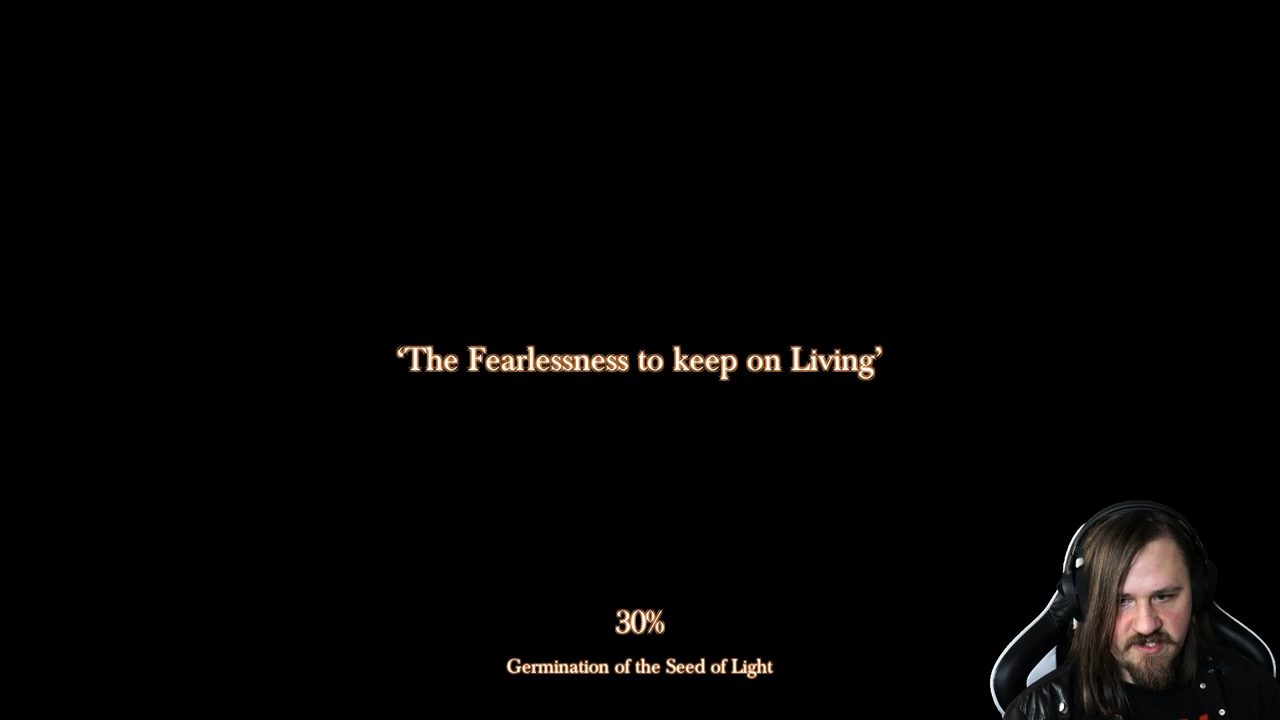 ‘The Fearlessness to keep on Living’
30%
Germination of the Seed of Light